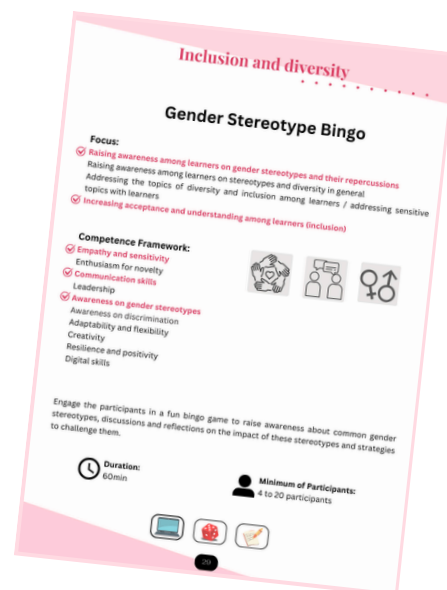 Inclusion and diversity
Gender Stereotype Bingo
Focus:
Raising awareness among learners on gender stereotypes and their repercussions
Raising awareness among learners on stereotypes and diversity in general
Addressing the topics of diversity and inclusion among learners / addressing sensitive
topics with learners
Increasing acceptance and understanding among learners (inclusion)
Competence Framework:
Empathy and sensitivity
Enthusiasm for novelty
Communication skills
Leadership
Awareness on gender stereotypes
Awareness on discrimination
Adaptability and flexibility
Creativity
Resilience and positivity
Digital skills
Engage the participants in a fun bingo game to raise awareness about common gender
stereotypes, discussions and reflections on the impact of these stereotypes and strategies
to challenge them.
Duration:
60min
Minimum of Participants:
4 to 20 participants
29